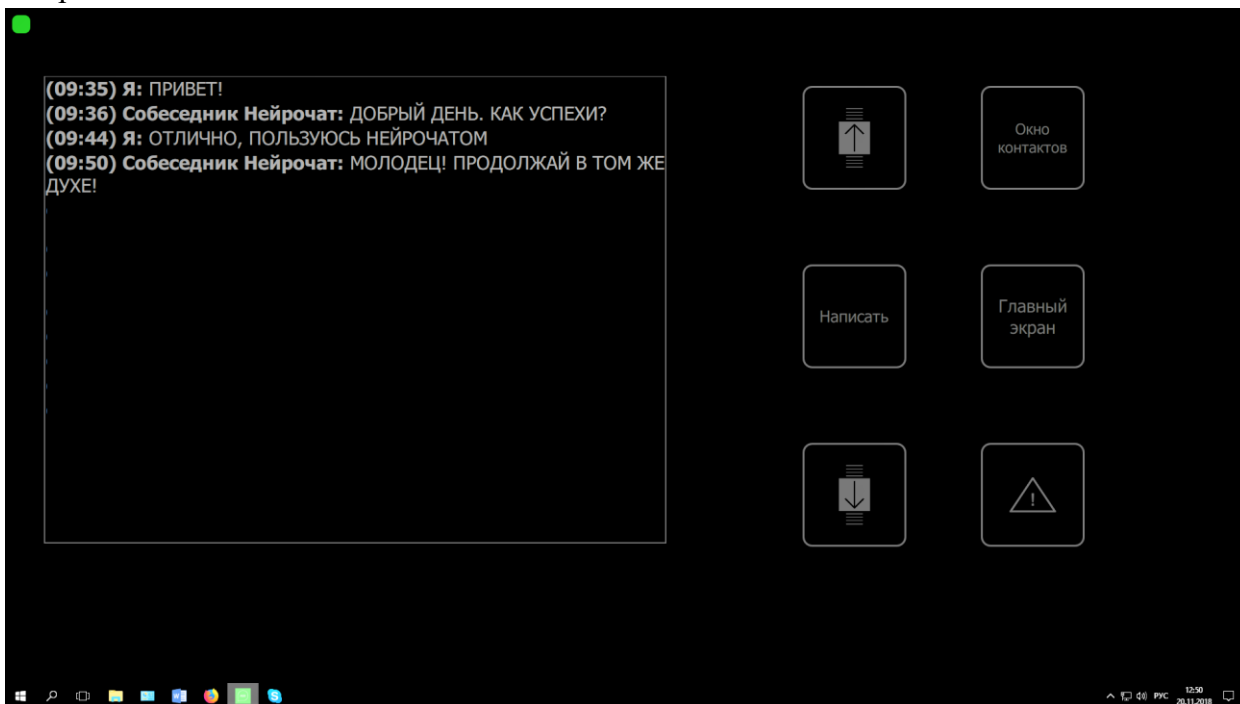 (09:35) Я: ПРИВЕТ!
(09:36) Собеседник Нейрочат: ДОБРЫЙ ДЕНЬ. КАК УСПЕХИ?
(09:44) Я: ОТЛИЧНО, ПОЛЬЗУЮСЬ НЕЙРОЧАТОМ
(09:50) Собеседник Нейрочат: МОЛОДЕЦ! ПРОДОЛЖАЙ В ТОМ ЖЕ
ДУХЕ!
Окно
контактов
Написать
Главный
экран
!
РУС
12:50
20.11.2018